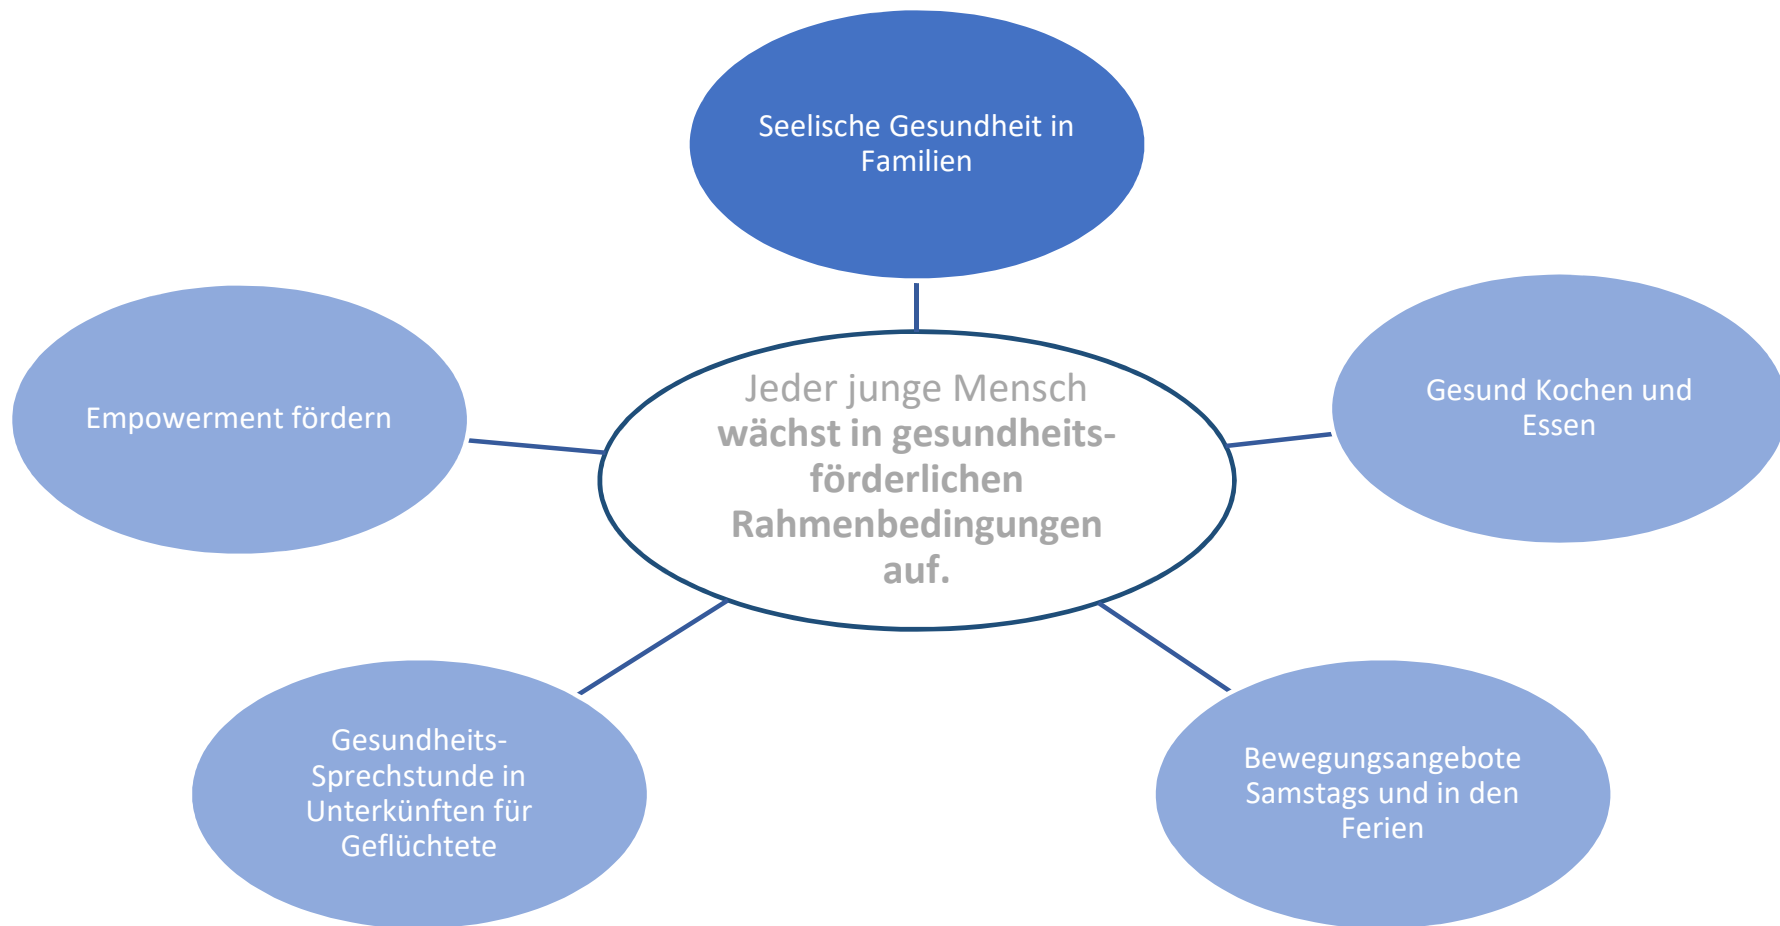 Seelische Gesundheit in
Familien
Empowerment fördern
Jeder junge Mensch
wächst in gesundheits-
förderlichen
Rahmenbedingungen
auf.
Gesund Kochen und
Essen
Gesundheits-
Sprechstunde in
Unterkünften für
Geflüchtete
Bewegungsangebote
Samstags und in den
Ferien